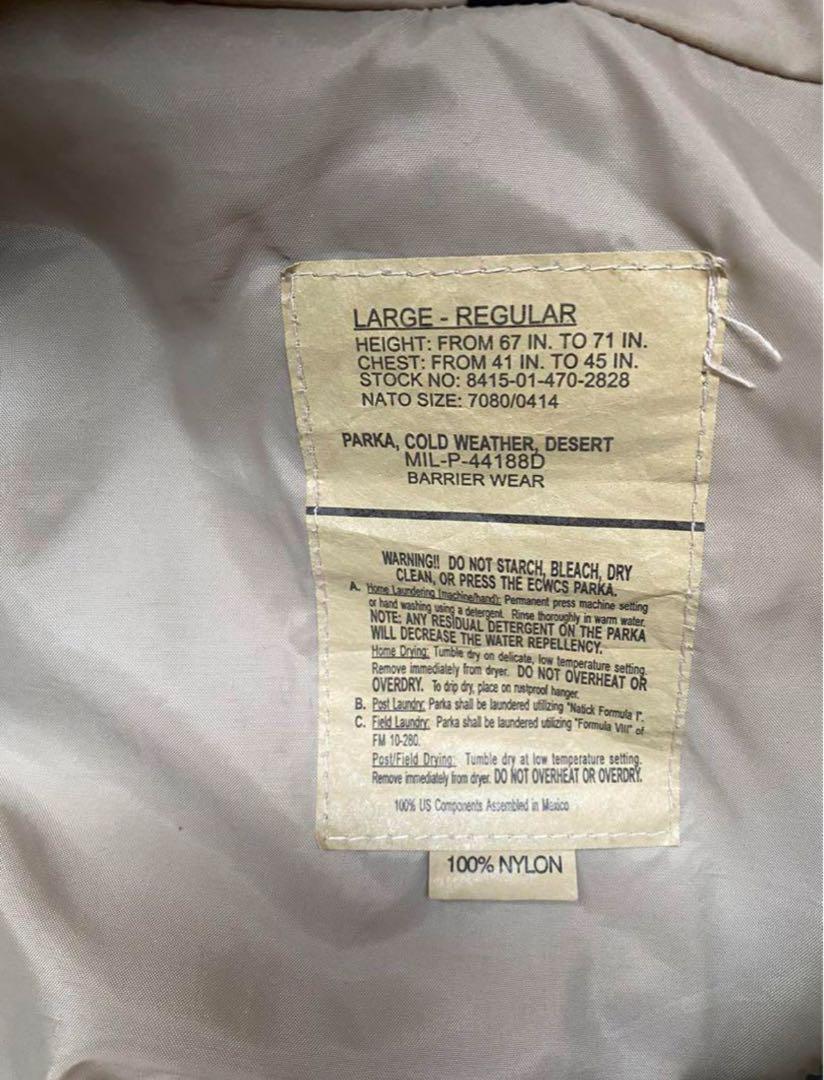 LARGE - REGULAR
HEIGHT: FROM 67 IN. TO 71 IN.
CHEST: FROM 41 IN. TO 45 IN.
STOCK NO: 8415-01-470-2828
NATO SIZE: 7080/0414
PARKA, COLD WEATHER, DESERT
MIL-P-44188D
BARRIER WEAR
WARNING!! DO NOT STARCH, BLEACH, DRY
CLEAN, OR PRESS THE ECWCS PARKA.
A. Home Laundering (machine/hand): Permanent press machine setting
or hand washing using a detergent. Rinse thoroughly in warm water.
NOTE: ANY RESIDUAL DETERGENT ON THE PARKA
WILL DECREASE THE WATER REPELLENCY.
Home Drying: Tumble dry on delicate, low temperature setting.
Remove immediately from dryer. DO NOT OVERHEAT OR
OVERDRY. To drip dry, place on rustproof hanger.
B. Post Laundry: Parka shall be laundered utilizing "Natick Formula I".
C. Field Laundry: Parka shall be laundered utilizing "Formula VIII" of
FM 10-280.
Post/Field Drying: Tumble dry at low temperature setting.
Remove immediately from dryer. DO NOT OVERHEAT OR OVERDRY.
100% US Components Assembled in Mexico
100% NYLON